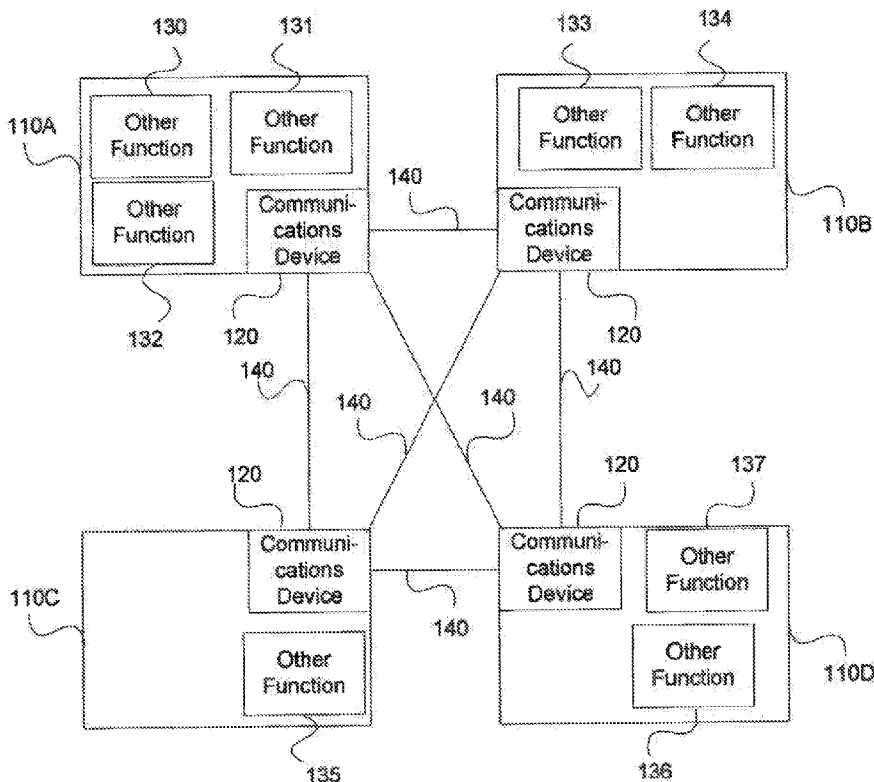 130
131
133
134
110A
Other
Function
Other
Function
Other
Function
Other
Function
Other
Function
Communi-
cations
Device
140
Communi-
cations
Device
110B
132
120
120
140
140
140
140
120
120
137
110C
Communi-
cations
Device
Communi-
cations
Device
Other
Function
140
Other
Function
Other
Function
110D
135
136